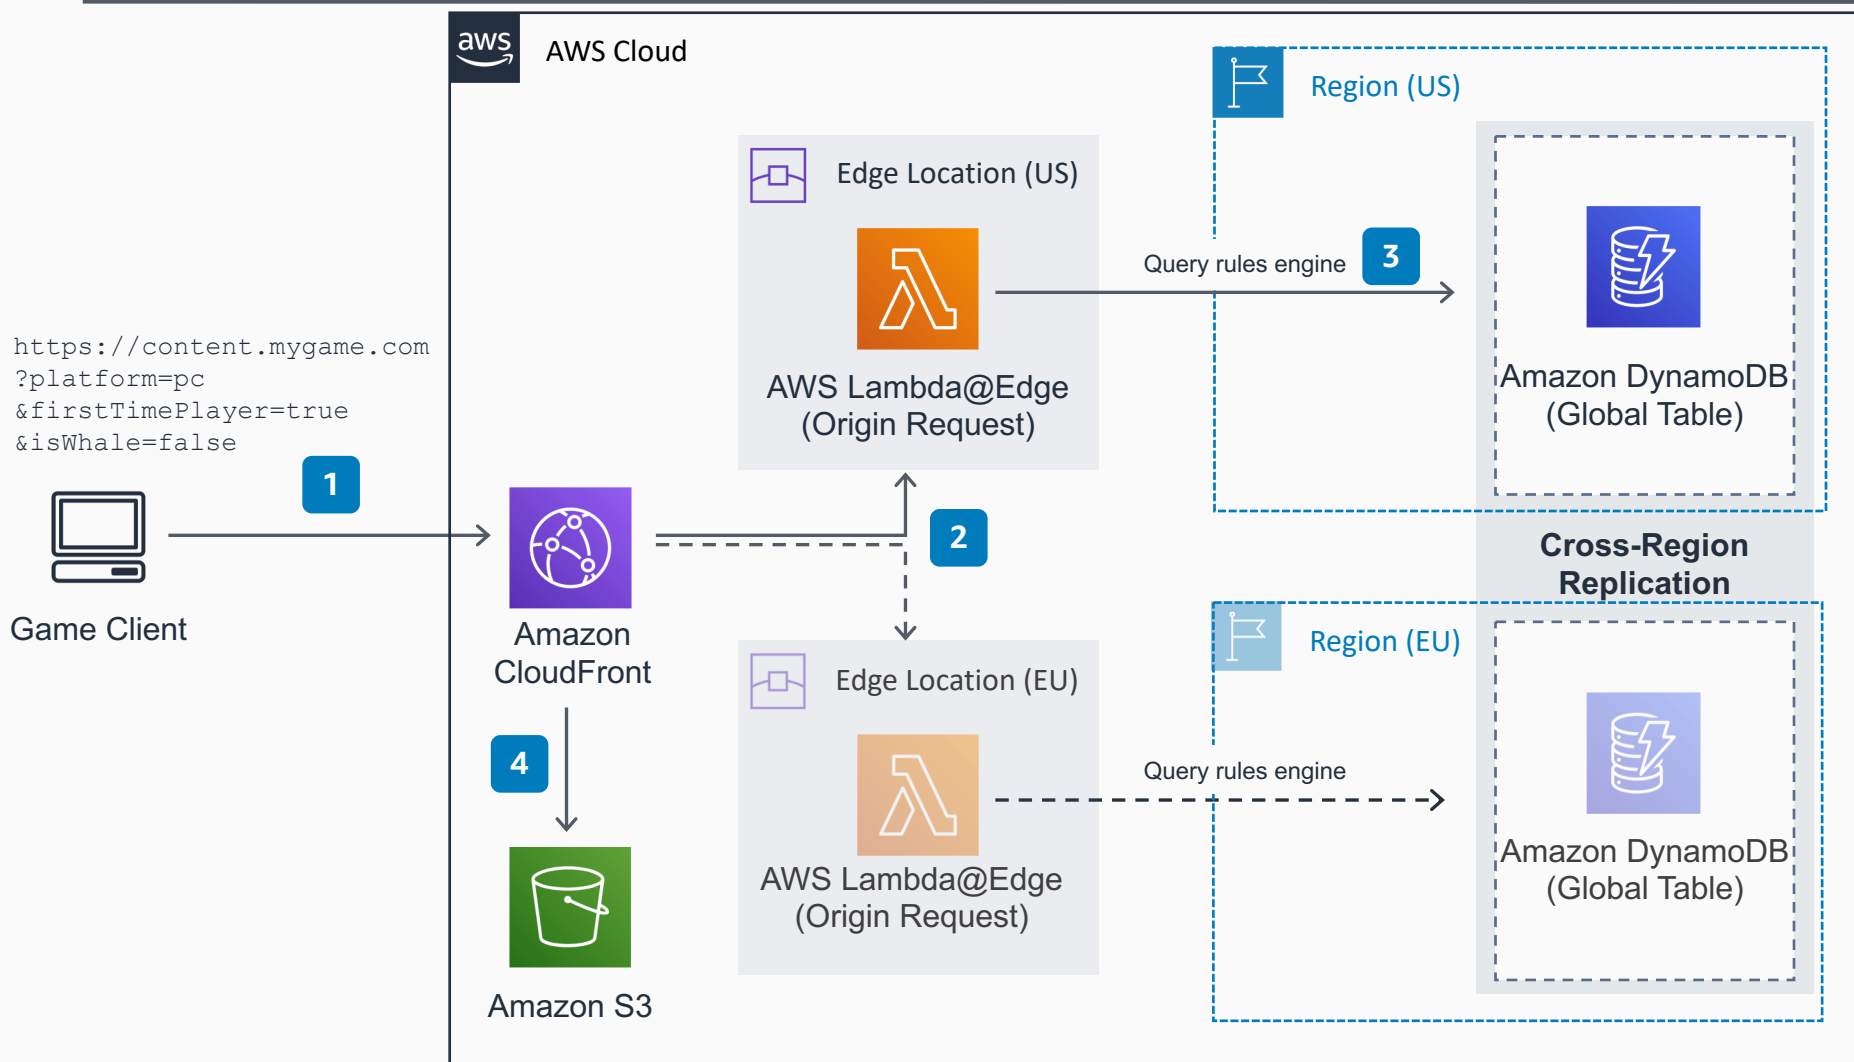 aws
AWS Cloud
Region (US)
Edge Location (US)
Query rules engine
3
https://content.mygame.com
?platform=pc
&firstTimePlayer=true
&isWhale=false
AWS Lambda@Edge
(Origin Request)
Amazon DynamoDB
(Global Table)
1
2
Cross-Region
Replication
Game Client
Amazon
CloudFront
Edge Location (EU)
Region (EU)
4
Query rules engine
AWS Lambda@Edge
(Origin Request)
Amazon DynamoDB
(Global Table)
Amazon S3